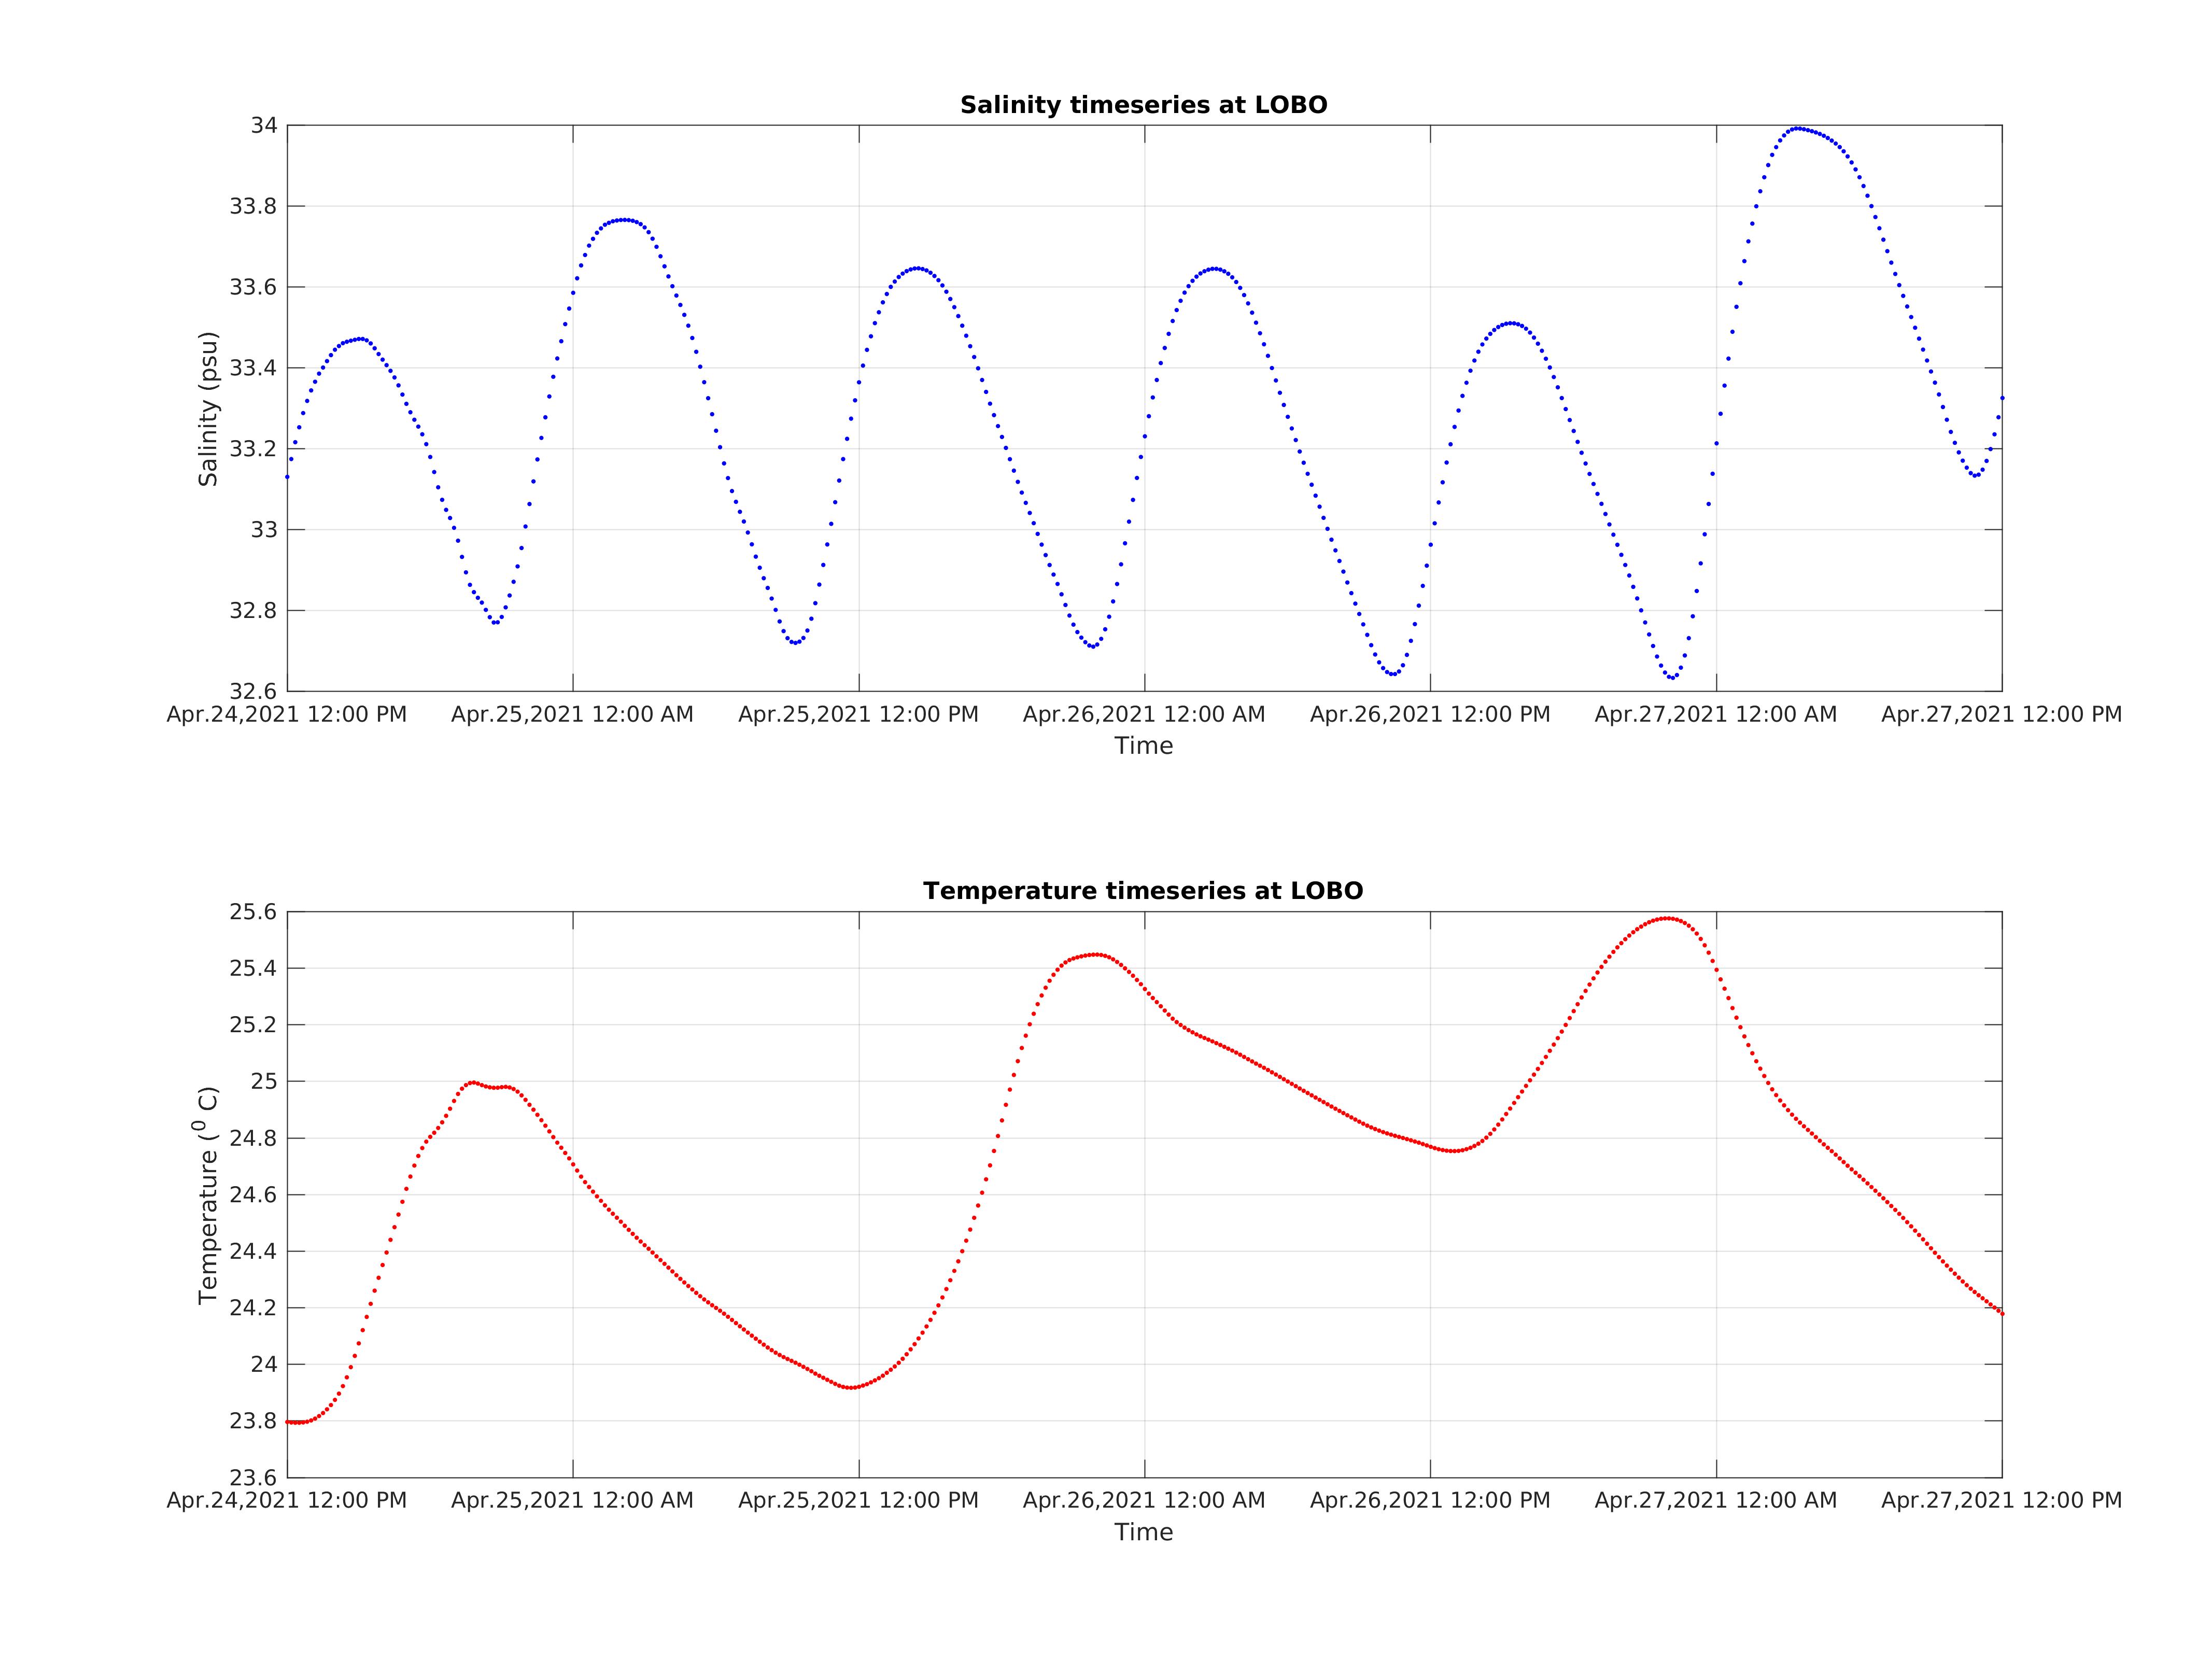 Salinity timeseries at LOBO
34
33.8
33.6
33.4
33.2
33
32.8
32.6
Salinity (psu)
Apr.24,2021 12:00 PM Apr.25,2021 12:00 AM Apr.25,2021 12:00 PM Apr.26,2021 12:00 AM Apr.26,2021 12:00 PM Apr.27,2021 12:00 AM Apr.27,2021 12:00 PM
Time
Temperature timeseries at LOBO
25.6
25.4
25.2
25
24.8
24.6
24.4
24.2
24
23.8
23.6
Temperature (⁰ C)
Apr.24,2021 12:00 PM Apr.25,2021 12:00 AM Apr.25,2021 12:00 PM Apr.26,2021 12:00 AM Apr.26,2021 12:00 PM Apr.27,2021 12:00 AM Apr.27,2021 12:00 PM
Time